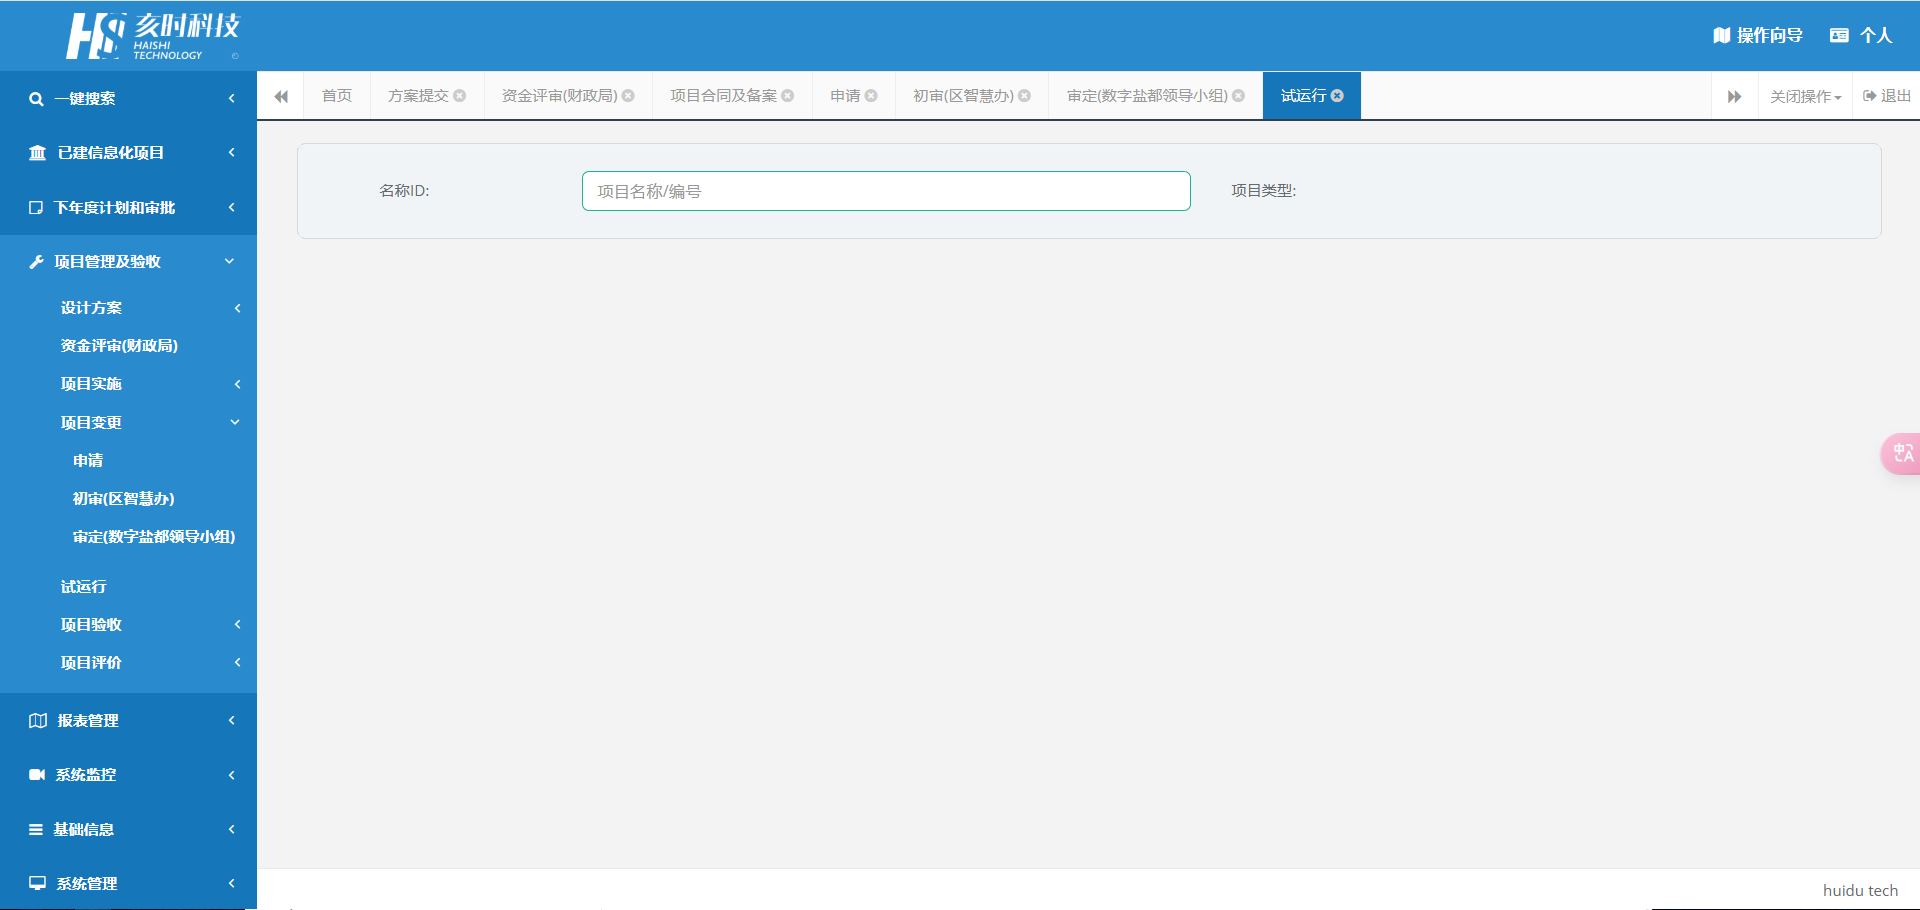 HS 亥时科技
HAISHI
TECHNOLOGY
操作向导 个人
一键搜索
已建信息化项目
下年度计划和审批
项目管理及验收
设计方案
资金评审(财政局)
项目实施
项目变更
申请
初审(区智慧办)
审定(数字盐都领导小组)
试运行
项目验收
项目评价
报表管理
系统监控
基础信息
系统管理
首页 方案提交 资金评审(财政局) 项目合同及备案 申请 初审(区智慧办) 审定(数字盐都领导小组) 试运行 关闭操作 退出
名称ID: 项目名称/编号 项目类型:
中A
huidu tech